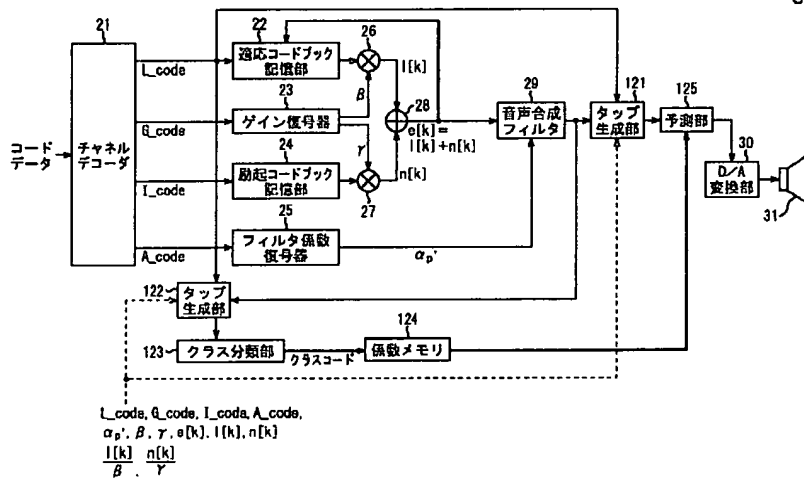 21
チャネル
デコーダ
コード
データ
L_code
G_code
I_code
A_code
22
適応コードブック
記憶部
23
ゲイン復号器
24
励起コードブック
記憶部
25
フィルタ係数
復号器
26
β
γ
27
l[k]
28
e[k]=
l[k]+n[k]
n[k]
αp'
29
音声合成
フィルタ
121
タップ
生成部
125
予測部
30
D/A
変換部
31
122
タップ
生成部
123
クラス分類部
クラスコード
124
係数メモリ
L_code, G_code, I_coda, A_code,
αp', β, γ, e[k], l[k], n[k]
l[k]/β, n[k]/γ